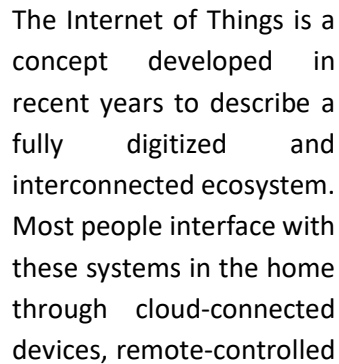 The Internet of Things is a
concept developed in
recent years to describe a
fully digitized and
interconnected ecosystem.
Most people interface with
these systems in the home
through cloud-connected
devices, remote-controlled